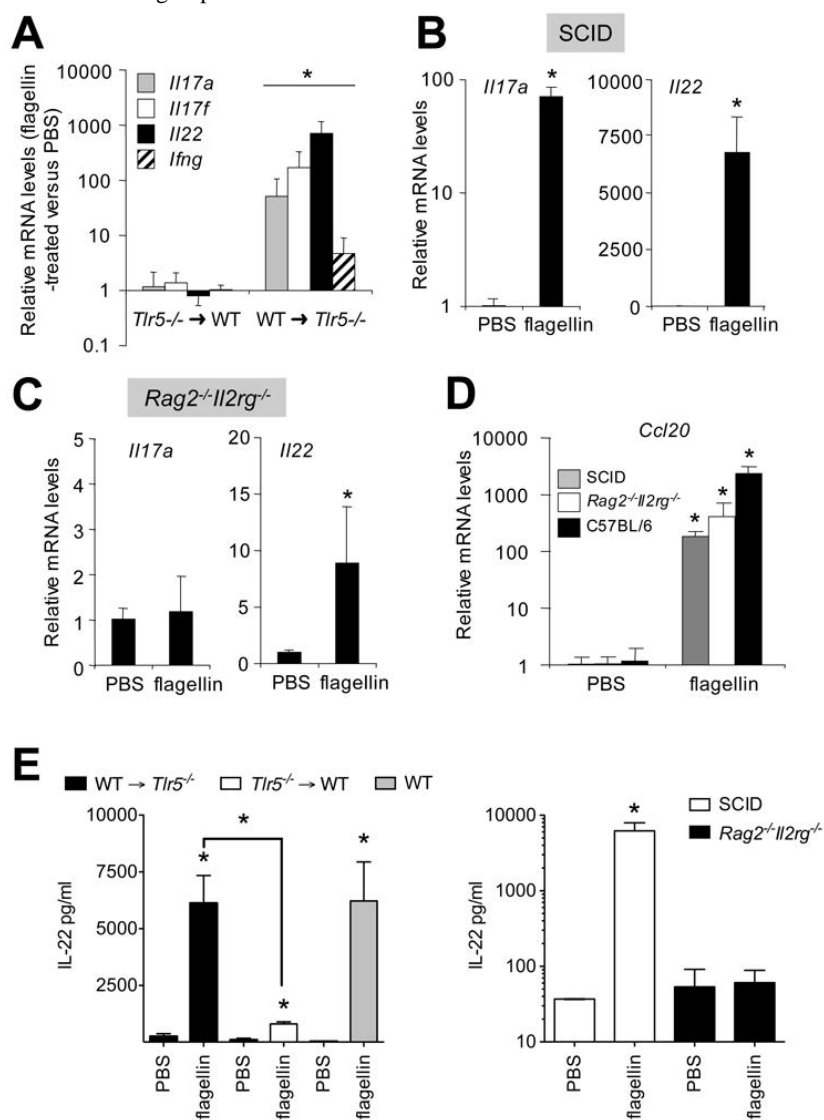 A
Relative mRNA levels (flagellin
-treated versus PBS)
10000
1000
100
10
1
0.1
Il17a
Il17f
Il22
Ifng
*
Tlr5-/- → WT
WT → Tlr5-/-
B
SCID
Relative mRNA levels
100
10
1
Il17a
*
PBS flagellin
10000
7500
5000
2500
0
Il22
*
PBS flagellin
C
Rag2-/-Il2rg-/-
Relative mRNA levels
5
4
3
2
1
0
Il17a
PBS flagellin
20
15
10
5
0
Il22
*
PBS flagellin
D
Ccl20
Relative mRNA levels
10000
1000
100
10
1
SCID
Rag2-/-Il2rg-/-
C57BL/6
* * *
PBS
flagellin
E
WT → Tlr5-/- Tlr5-/- → WT WT
IL-22 pg/ml
10000
7500
5000
2500
* * * *
PBS flagellin PBS flagellin PBS flagellin
SCID
Rag2-/-Il2rg-/-
IL-22 pg/ml
10000
1000
100
10
*
PBS flagellin PBS flagellin